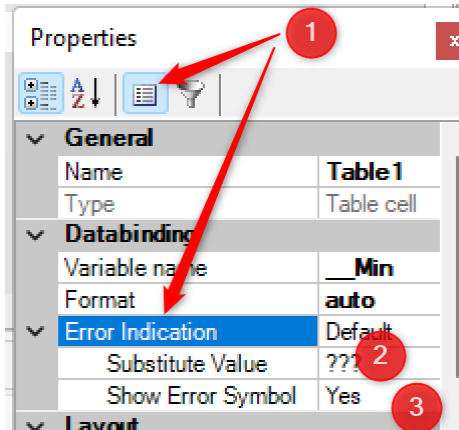 Properties
1
x
A
Z
General
Name Table1
Type Table cell
Databinding
Variable name __Min
Format auto
Error Indication Default
Substitute Value ??? 2
Show Error Symbol Yes
3
Layout